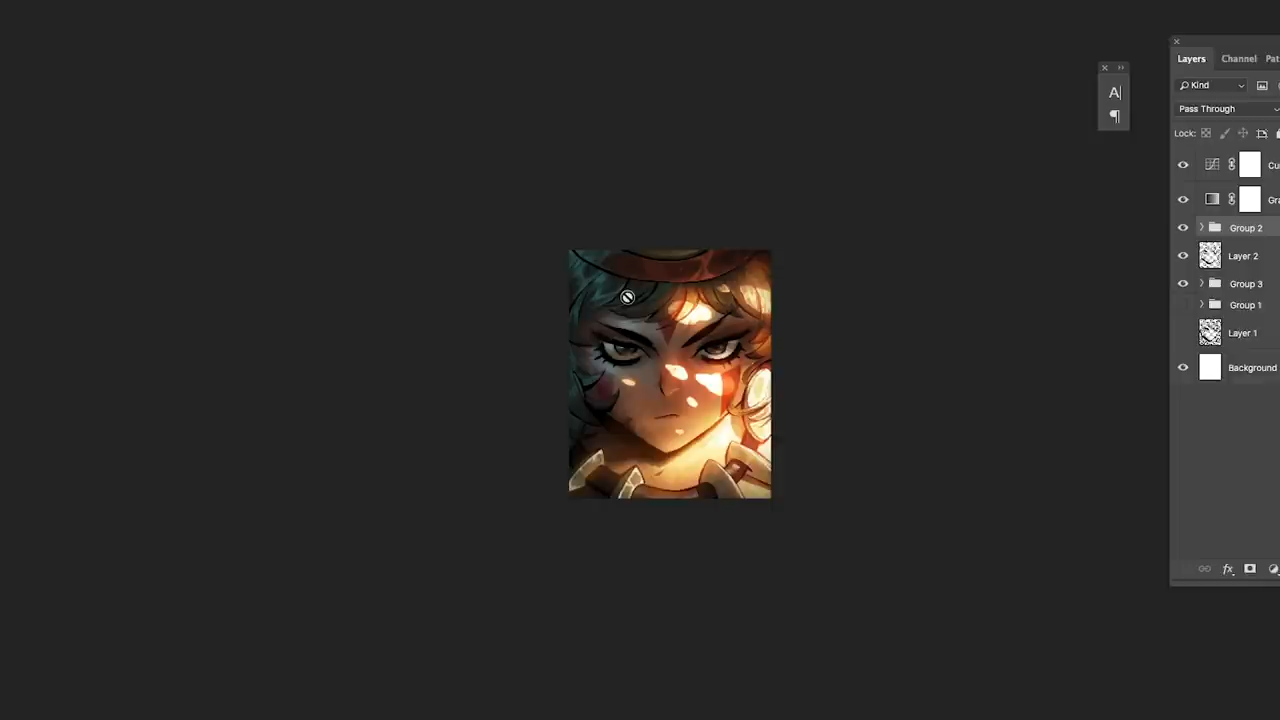 Layers Channel Pat
Kind
Pass Through
Lock:
Cu
Gra
Group 2
Layer 2
Group 3
Group 1
Layer 1
Background
fx
A
¶